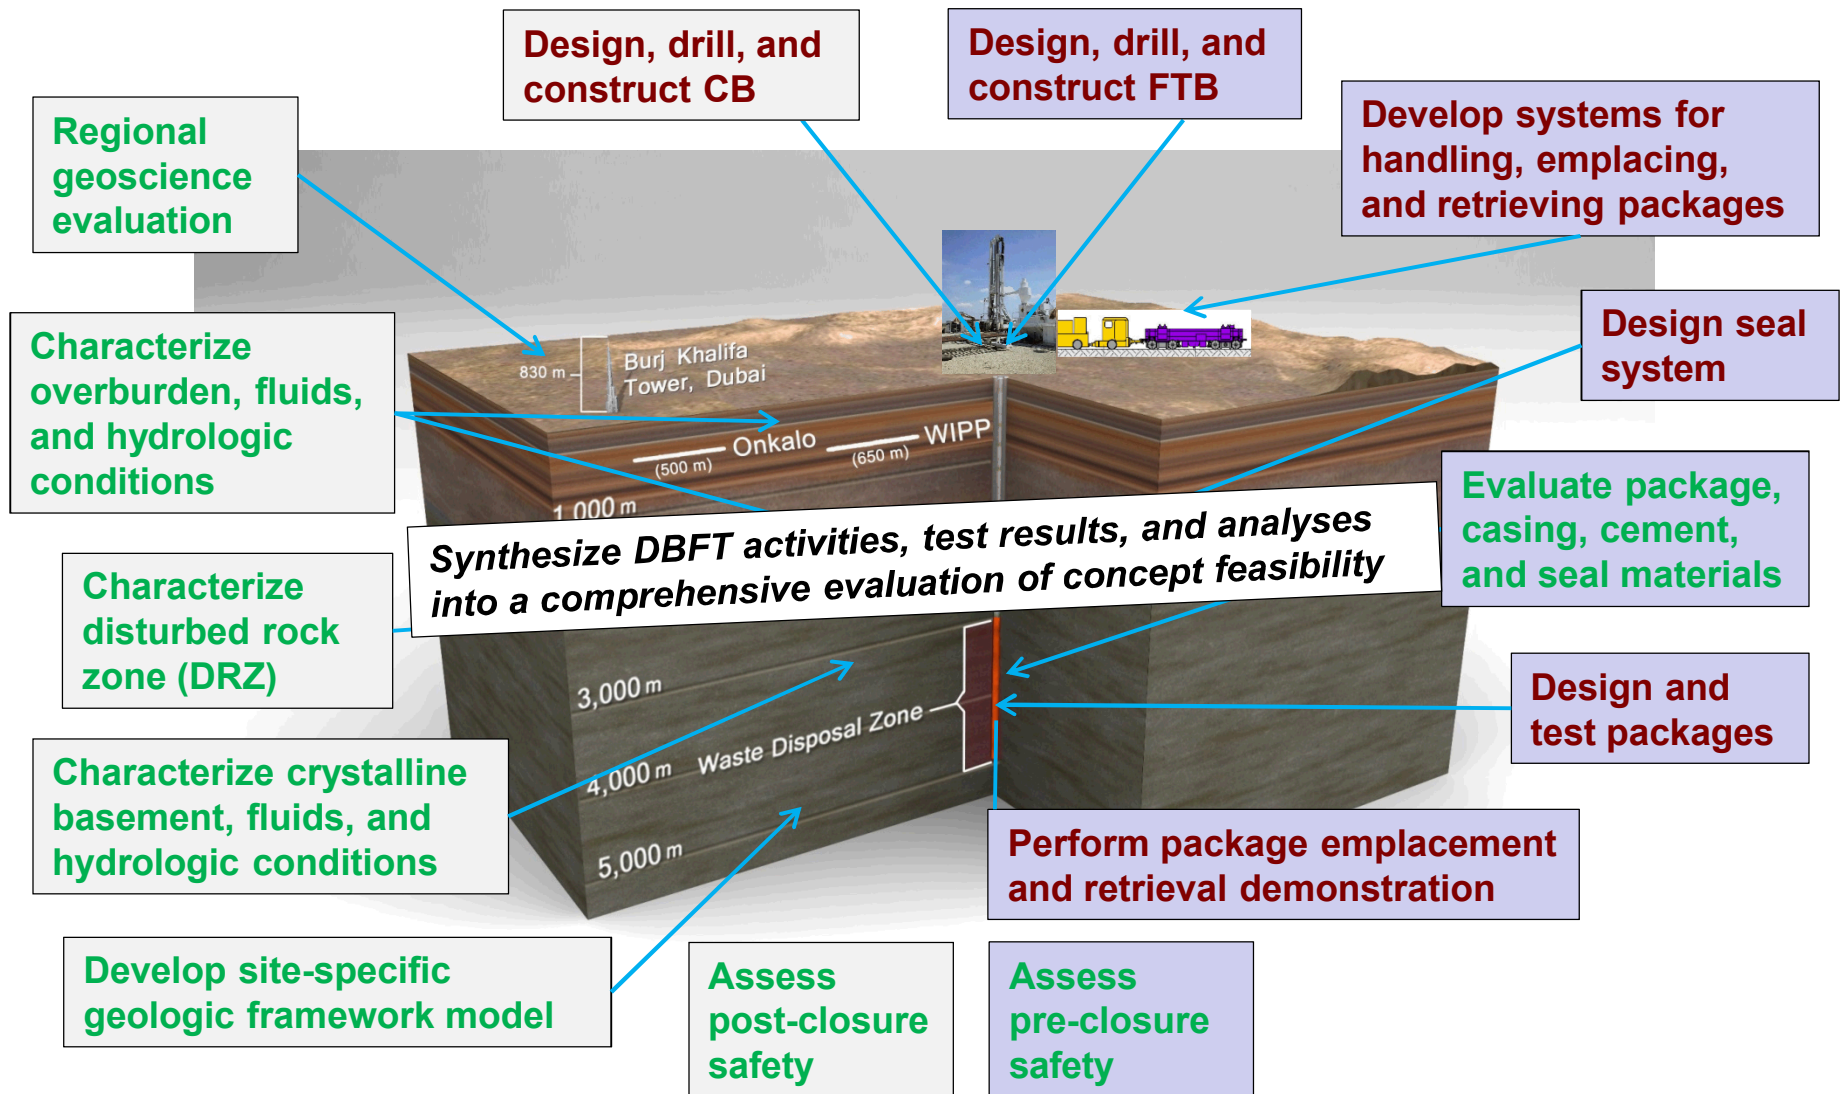 Design, drill, and
construct CB
Design, drill, and
construct FTB
Regional
geoscience
evaluation
Develop systems for
handling, emplacing,
and retrieving packages
Characterize
overburden, fluids,
and hydrologic
conditions
830 m
Burj Khalifa
Tower, Dubai
Design seal
system
Onkalo
(500 m)
WIPP
(650 m)
1,000 m
Synthesize DBFT activities, test results, and analyses
into a comprehensive evaluation of concept feasibility
Evaluate package,
casing, cement,
and seal materials
Characterize
disturbed rock
zone (DRZ)
3,000 m
Waste Disposal Zone
4,000 m
5,000 m
Design and
test packages
Characterize crystalline
basement, fluids, and
hydrologic conditions
Perform package emplacement
and retrieval demonstration
Develop site-specific
geologic framework model
Assess
post-closure
safety
Assess
pre-closure
safety